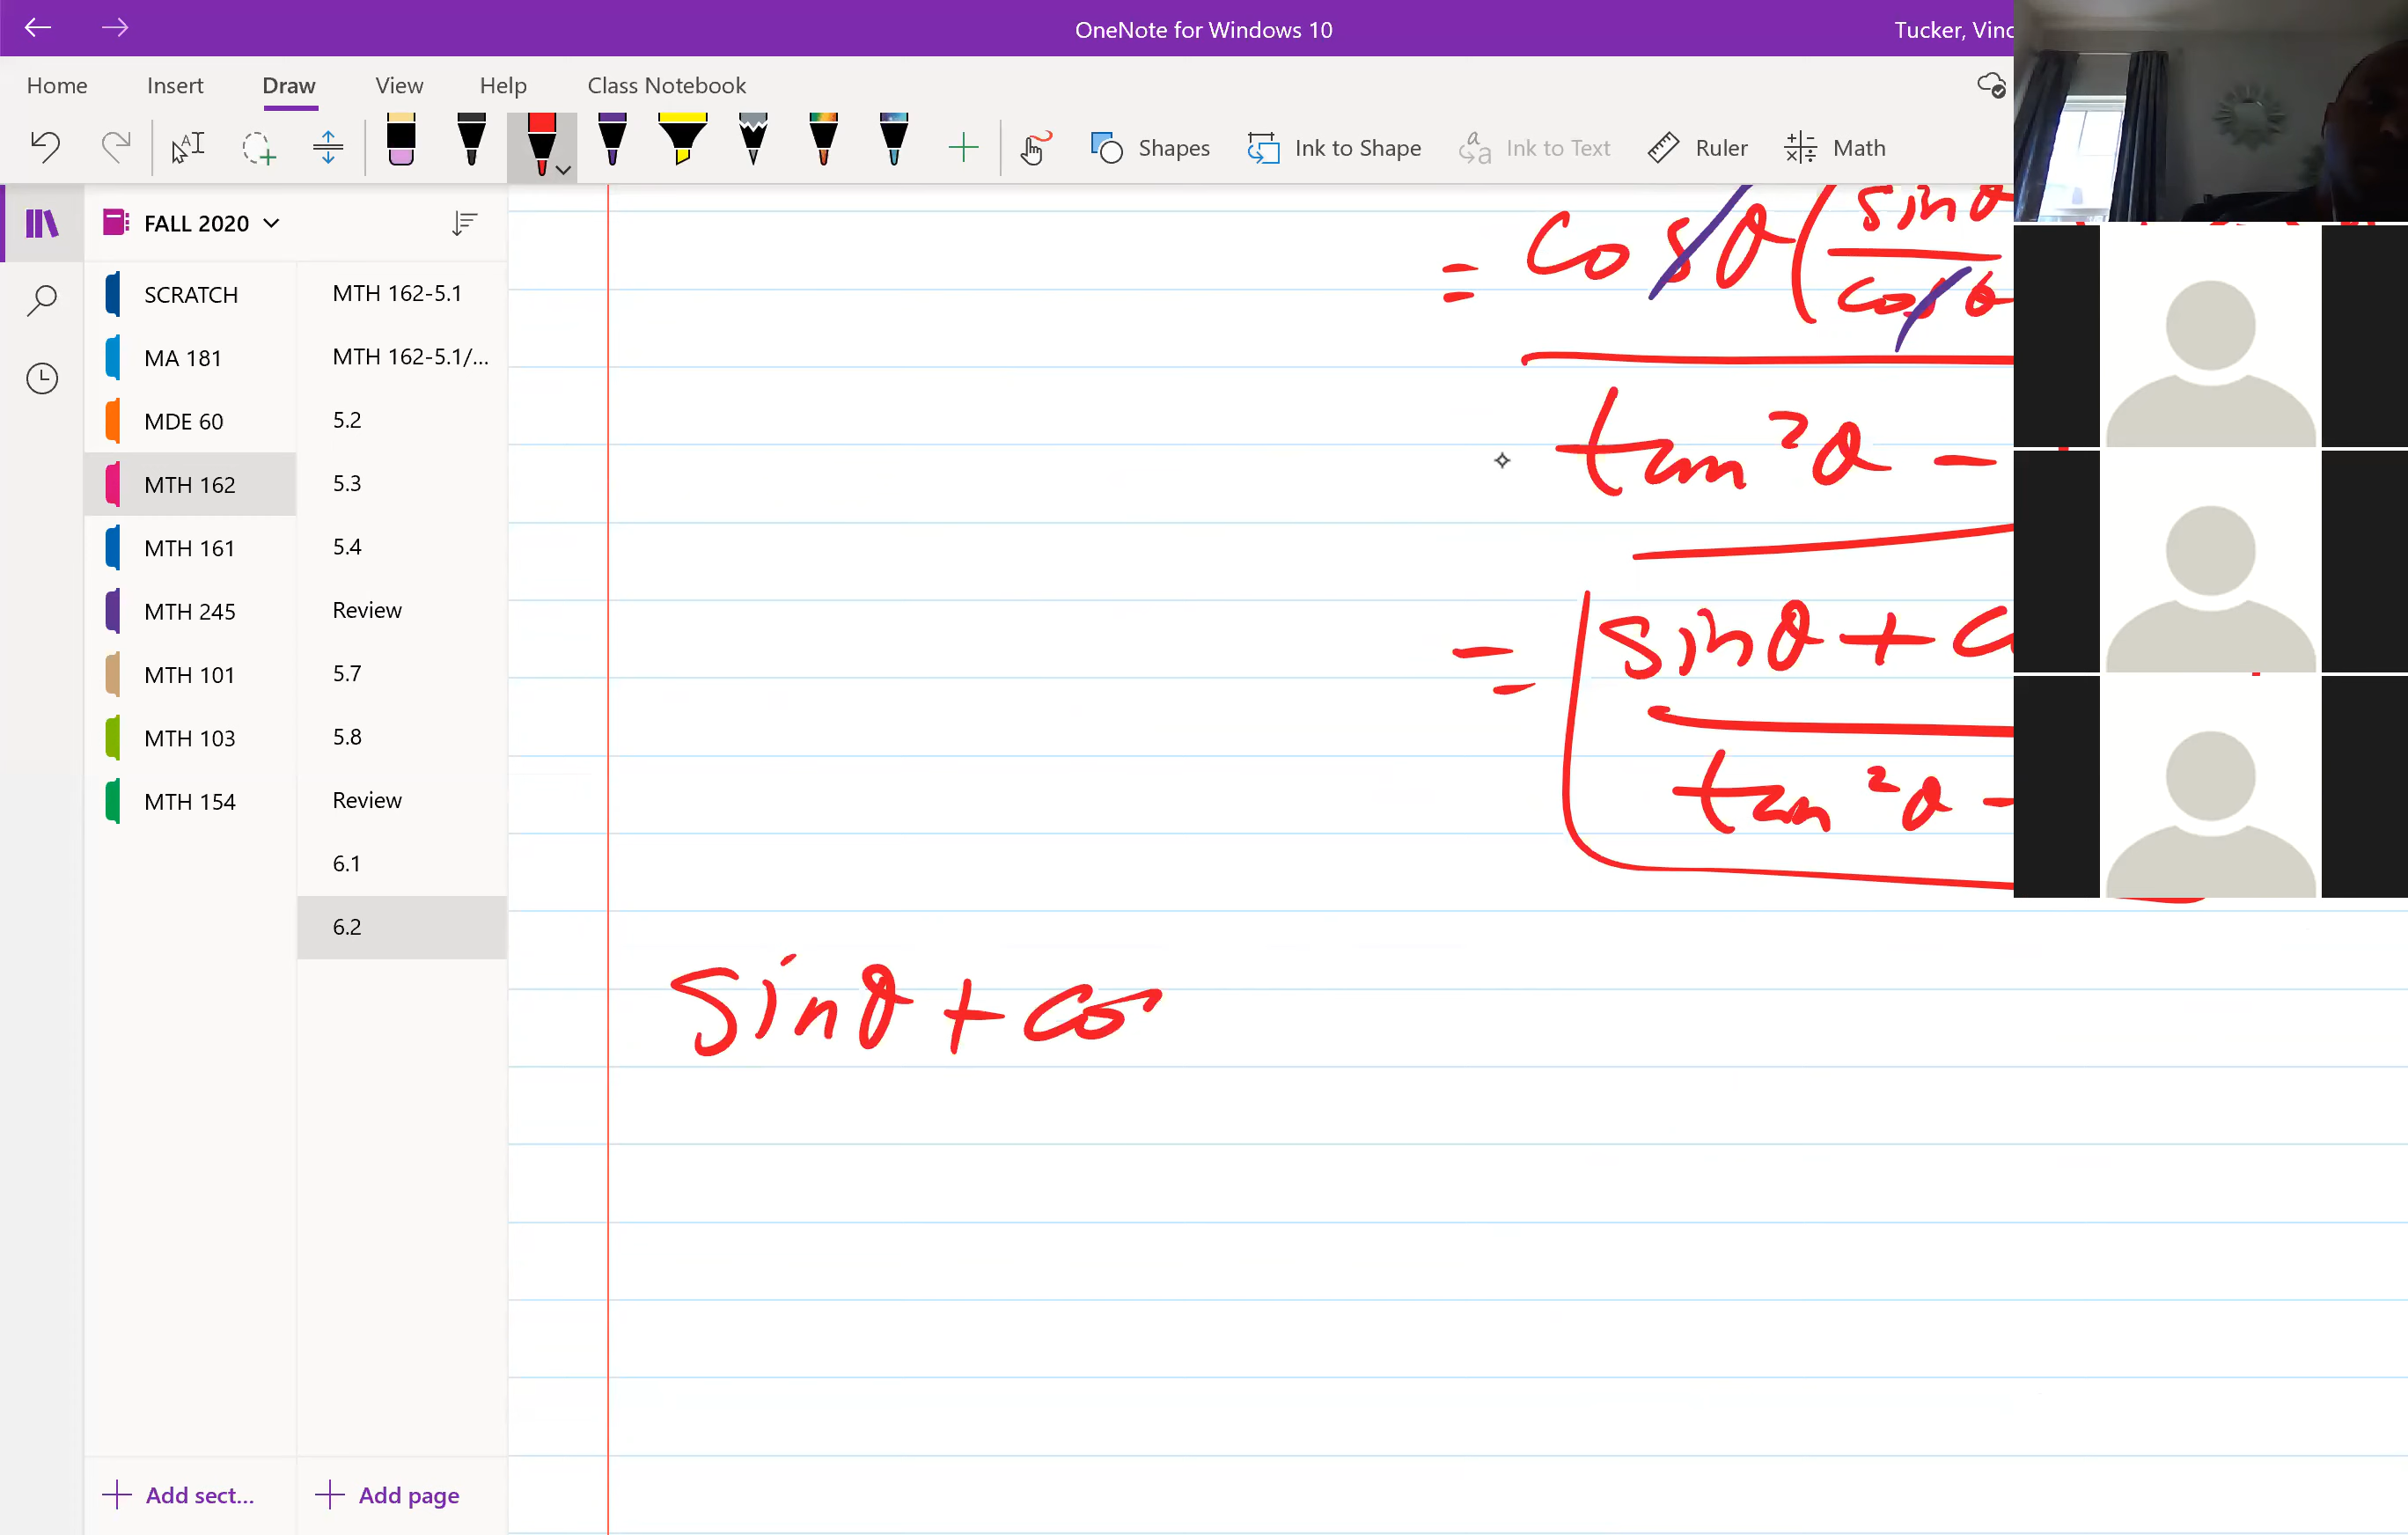 OneNote for Windows 10
Tucker, Vinc
Home Insert Draw View Help Class Notebook
Shapes Ink to Shape Ink to Text Ruler Math
FALL 2020
SCRATCH
MA 181
MDE 60
MTH 162
MTH 161
MTH 245
MTH 101
MTH 103
MTH 154
MTH 162-5.1
MTH 162-5.1/...
5.2
5.3
5.4
Review
5.7
5.8
Review
6.1
6.2
Add sect...
Add page
= cosθ(sinθ
cosθ
tan²θ -
= sinθ + c
tan²θ -
sinθ + co